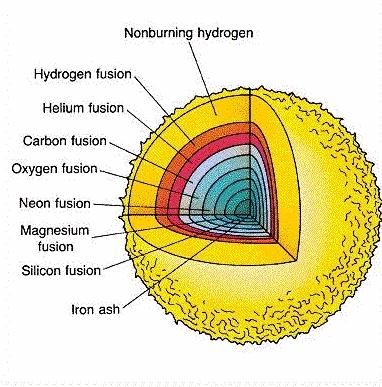 Nonburning hydrogen
Hydrogen fusion
Helium fusion
Carbon fusion
Oxygen fusion
Neon fusion
Magnesium
fusion
Silicon fusion
Iron ash